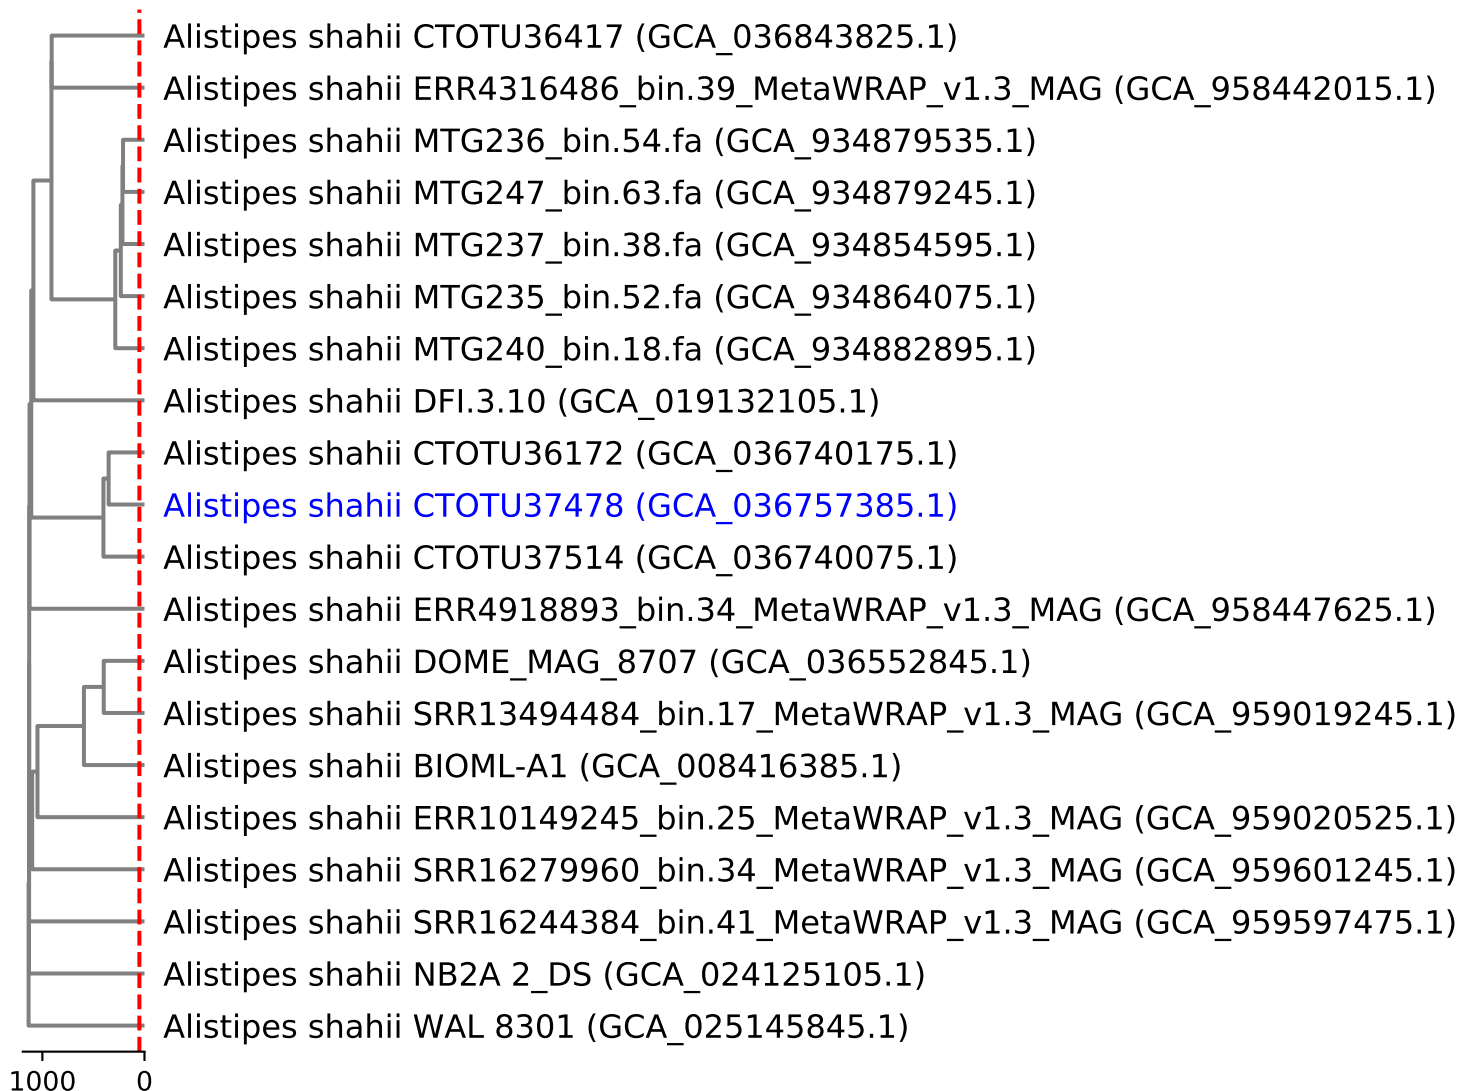 Alistipes shahii CTOTU36417 (GCA_036843825.1)
Alistipes shahii ERR4316486_bin.39_MetaWRAP_v1.3_MAG (GCA_958442015.1)
Alistipes shahii MTG236_bin.54.fa (GCA_934879535.1)
Alistipes shahii MTG247_bin.63.fa (GCA_934879245.1)
Alistipes shahii MTG237_bin.38.fa (GCA_934854595.1)
Alistipes shahii MTG235_bin.52.fa (GCA_934864075.1)
Alistipes shahii MTG240_bin.18.fa (GCA_934882895.1)
Alistipes shahii DFI.3.10 (GCA_019132105.1)
Alistipes shahii CTOTU36172 (GCA_036740175.1)
Alistipes shahii CTOTU37478 (GCA_036757385.1)
Alistipes shahii CTOTU37514 (GCA_036740075.1)
Alistipes shahii ERR4918893_bin.34_MetaWRAP_v1.3_MAG (GCA_958447625.1)
Alistipes shahii DOME_MAG_8707 (GCA_036552845.1)
Alistipes shahii SRR13494484_bin.17_MetaWRAP_v1.3_MAG (GCA_959019245.1)
Alistipes shahii BIOML-A1 (GCA_008416385.1)
Alistipes shahii ERR10149245_bin.25_MetaWRAP_v1.3_MAG (GCA_959020525.1)
Alistipes shahii SRR16279960_bin.34_MetaWRAP_v1.3_MAG (GCA_959601245.1)
Alistipes shahii SRR16244384_bin.41_MetaWRAP_v1.3_MAG (GCA_959597475.1)
Alistipes shahii NB2A 2_DS (GCA_024125105.1)
Alistipes shahii WAL 8301 (GCA_025145845.1)
1000 0